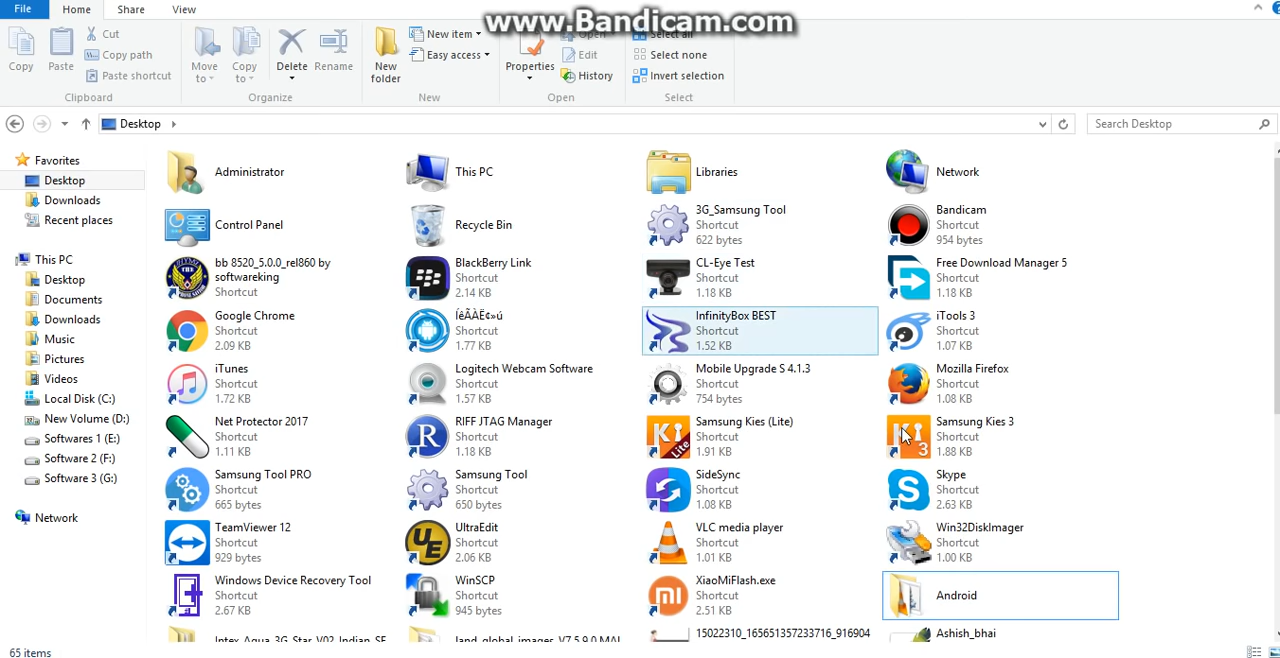 www.Bandicam.com
File Home Share View
Copy
Paste
Cut
Copy path
Paste shortcut
Clipboard
Move to
Copy to
Delete
Rename
Organize
New folder
New item
Easy access
New
Properties
Open
Edit
History
Open
Select all
Select none
Invert selection
Select
Desktop
Search Desktop
Favorites
Desktop
Downloads
Recent places
This PC
Desktop
Documents
Downloads
Music
Pictures
Videos
Local Disk (C:)
New Volume (D:)
Softwares 1 (E:)
Software 2 (F:)
Software 3 (G:)
Network
Administrator
This PC
Libraries
Network
Control Panel
Recycle Bin
3G_Samsung Tool
Shortcut
622 bytes
Bandicam
Shortcut
954 bytes
bb 8520_5.0.0_rel860 by
softwareking
Shortcut
BlackBerry Link
Shortcut
2.14 KB
CL-Eye Test
Shortcut
1.18 KB
Free Download Manager 5
Shortcut
1.18 KB
Google Chrome
Shortcut
2.09 KB
ÍêÃÀË¢»ú
Shortcut
1.77 KB
InfinityBox BEST
Shortcut
1.52 KB
iTools 3
Shortcut
1.07 KB
iTunes
Shortcut
1.72 KB
Logitech Webcam Software
Shortcut
1.57 KB
Mobile Upgrade S 4.1.3
Shortcut
754 bytes
Mozilla Firefox
Shortcut
1.08 KB
Net Protector 2017
Shortcut
1.11 KB
RIFF JTAG Manager
Shortcut
1.18 KB
Samsung Kies (Lite)
Shortcut
1.91 KB
Samsung Kies 3
Shortcut
1.88 KB
Samsung Tool PRO
Shortcut
665 bytes
Samsung Tool
Shortcut
650 bytes
SideSync
Shortcut
1.08 KB
Skype
Shortcut
2.63 KB
TeamViewer 12
Shortcut
929 bytes
UltraEdit
Shortcut
2.06 KB
VLC media player
Shortcut
1.01 KB
Win32DiskImager
Shortcut
1.00 KB
Windows Device Recovery Tool
Shortcut
2.67 KB
WinSCP
Shortcut
945 bytes
XiaoMiFlash.exe
Shortcut
2.51 KB
Android
Intex_Aqua_3G_Star_V02_Indian_SF
land_global_images_V7.5.9.0.MAL
15022310_165651357233716_916904
Ashish_bhai
65 items